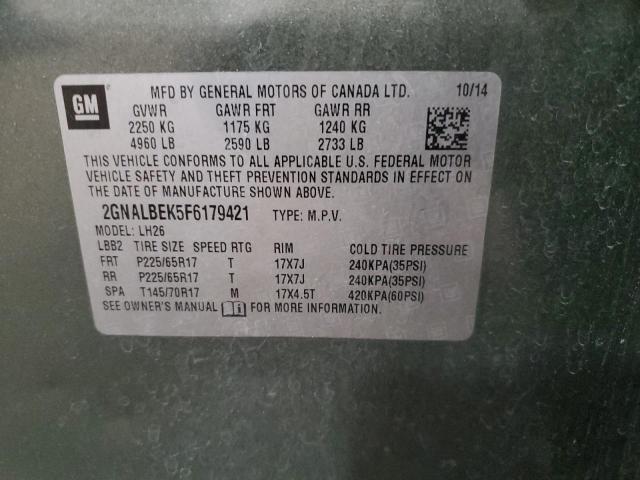 GM
MFD BY GENERAL MOTORS OF CANADA LTD. 10/14
GVWR GAWR FRT GAWR RR
2250 KG 1175 KG 1240 KG
4960 LB 2590 LB 2733 LB
THIS VEHICLE CONFORMS TO ALL APPLICABLE U.S. FEDERAL MOTOR
VEHICLE SAFETY AND THEFT PREVENTION STANDARDS IN EFFECT ON
THE DATE OF MANUFACTURE SHOWN ABOVE.
2GNALBEK5F6179421 TYPE: M.P.V.
MODEL: LH26
LBB2 TIRE SIZE SPEED RTG RIM COLD TIRE PRESSURE
FRT P225/65R17 T 17X7J 240KPA(35PSI)
RR P225/65R17 T 17X7J 240KPA(35PSI)
SPA T145/70R17 M 17X4.5T 420KPA(60PSI)
SEE OWNER'S MANUAL FOR MORE INFORMATION.